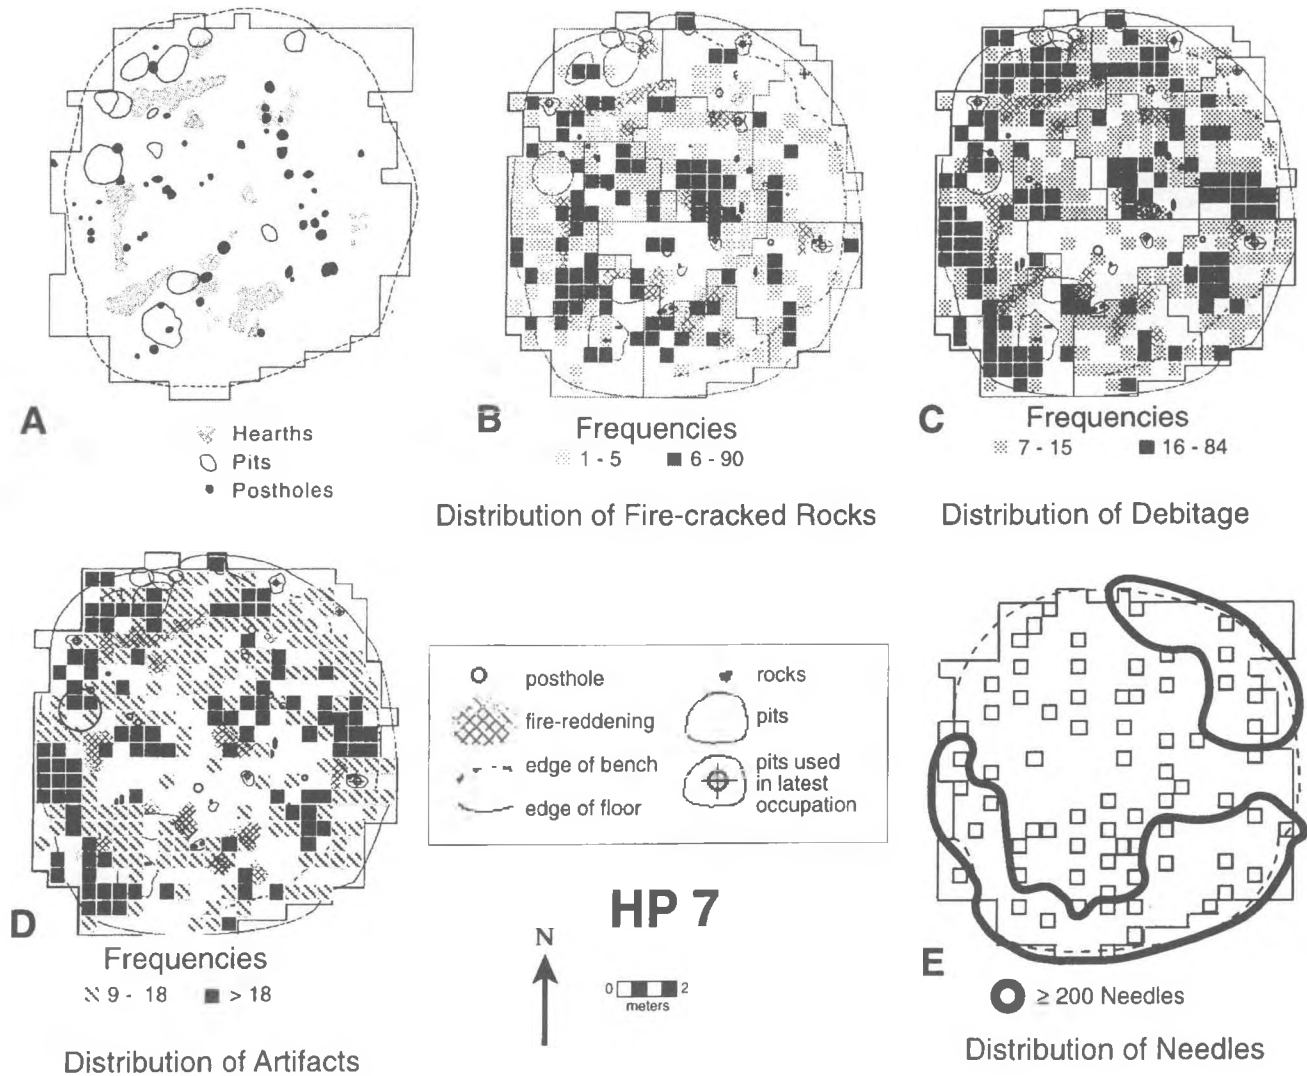 A
Hearths
Pits
Postholes
B
Frequencies
1 - 5 6 - 90
Distribution of Fire-cracked Rocks
C
Frequencies
7 - 15 16 - 84
Distribution of Debitage
D
Frequencies
9 - 18 > 18
Distribution of Artifacts
posthole
fire-reddening
edge of bench
edge of floor
rocks
pits
pits used
in latest
occupation
HP 7
N
0 2
meters
E
≥ 200 Needles
Distribution of Needles